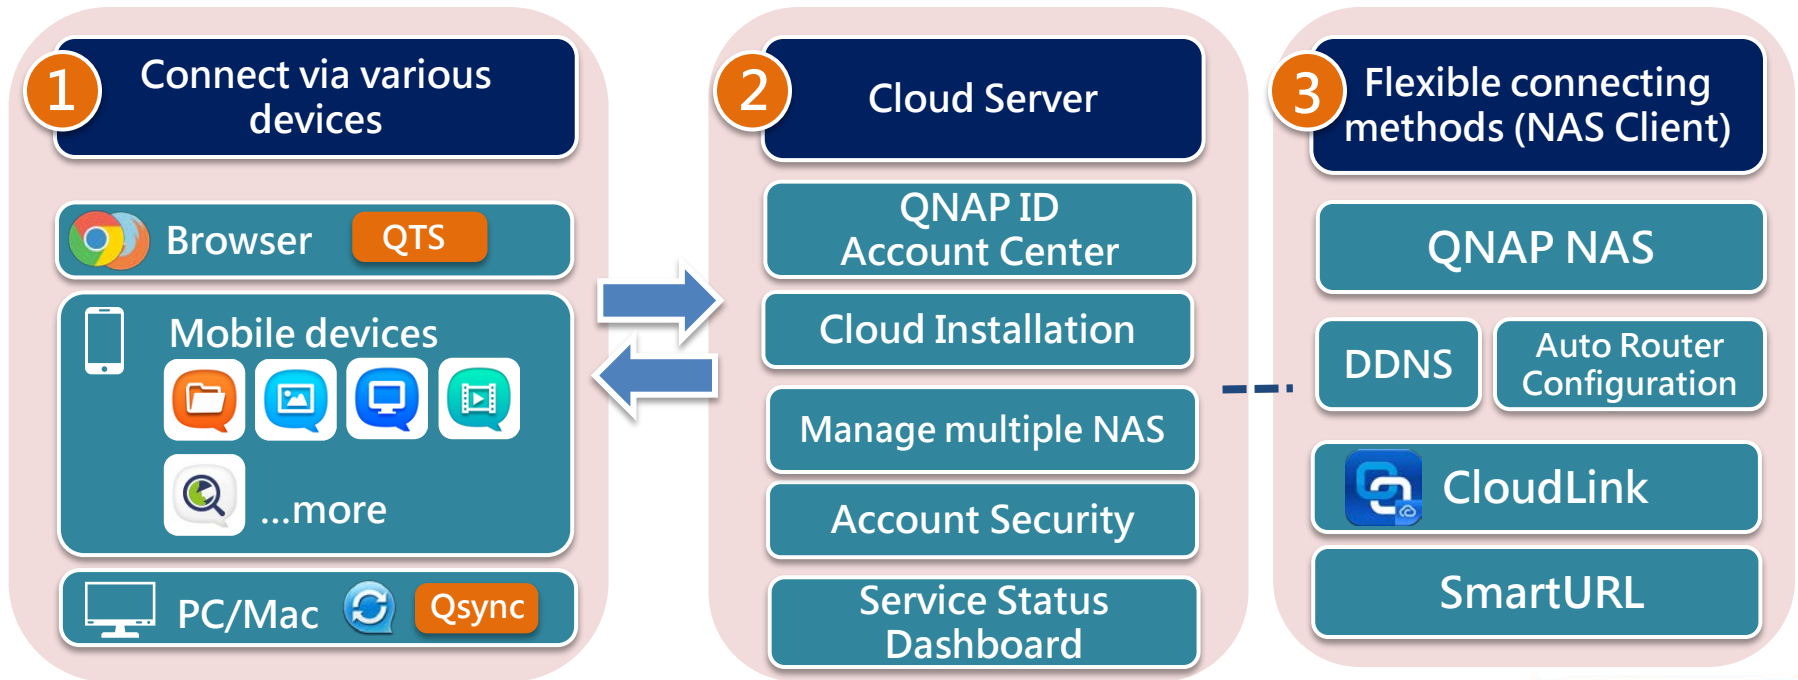 1
Connect via various
devices
Browser
QTS
Mobile devices
...more
PC/Mac
Qsync
2
Cloud Server
QNAP ID
Account Center
Cloud Installation
Manage multiple NAS
Account Security
Service Status
Dashboard
3
Flexible connecting
methods (NAS Client)
QNAP NAS
DDNS
Auto Router
Configuration
CloudLink
SmartURL